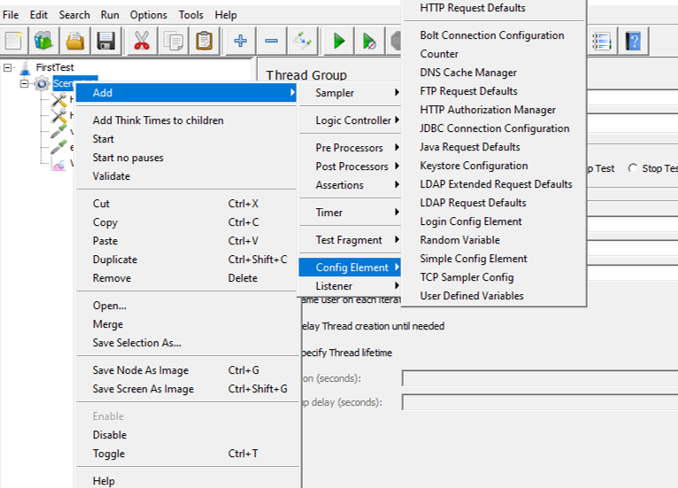 File Edit Search Run Options Tools Help
FirstTest
Thread Group
Add
Add Think Times to children
Start
Start no pauses
Validate
Cut Ctrl+X
Copy Ctrl+C
Paste Ctrl+V
Duplicate Ctrl+Shift+C
Remove Delete
Open...
Merge
Save Selection As...
Save Node As Image Ctrl+G
Save Screen As Image Ctrl+Shift+G
Enable
Disable
Toggle Ctrl+T
Help
Sampler
Logic Controller
Pre Processors
Post Processors
Assertions
Timer
Test Fragment
Config Element
Listener
HTTP Request Defaults
Bolt Connection Configuration
Counter
DNS Cache Manager
FTP Request Defaults
HTTP Authorization Manager
JDBC Connection Configuration
Java Request Defaults
Keystore Configuration
LDAP Extended Request Defaults
LDAP Request Defaults
Login Config Element
Random Variable
Simple Config Element
TCP Sampler Config
User Defined Variables
p Test Stop Tes
ame user on each itera
elay Thread creation until needed
pecify Thread lifetime
on (seconds):
up delay (seconds):